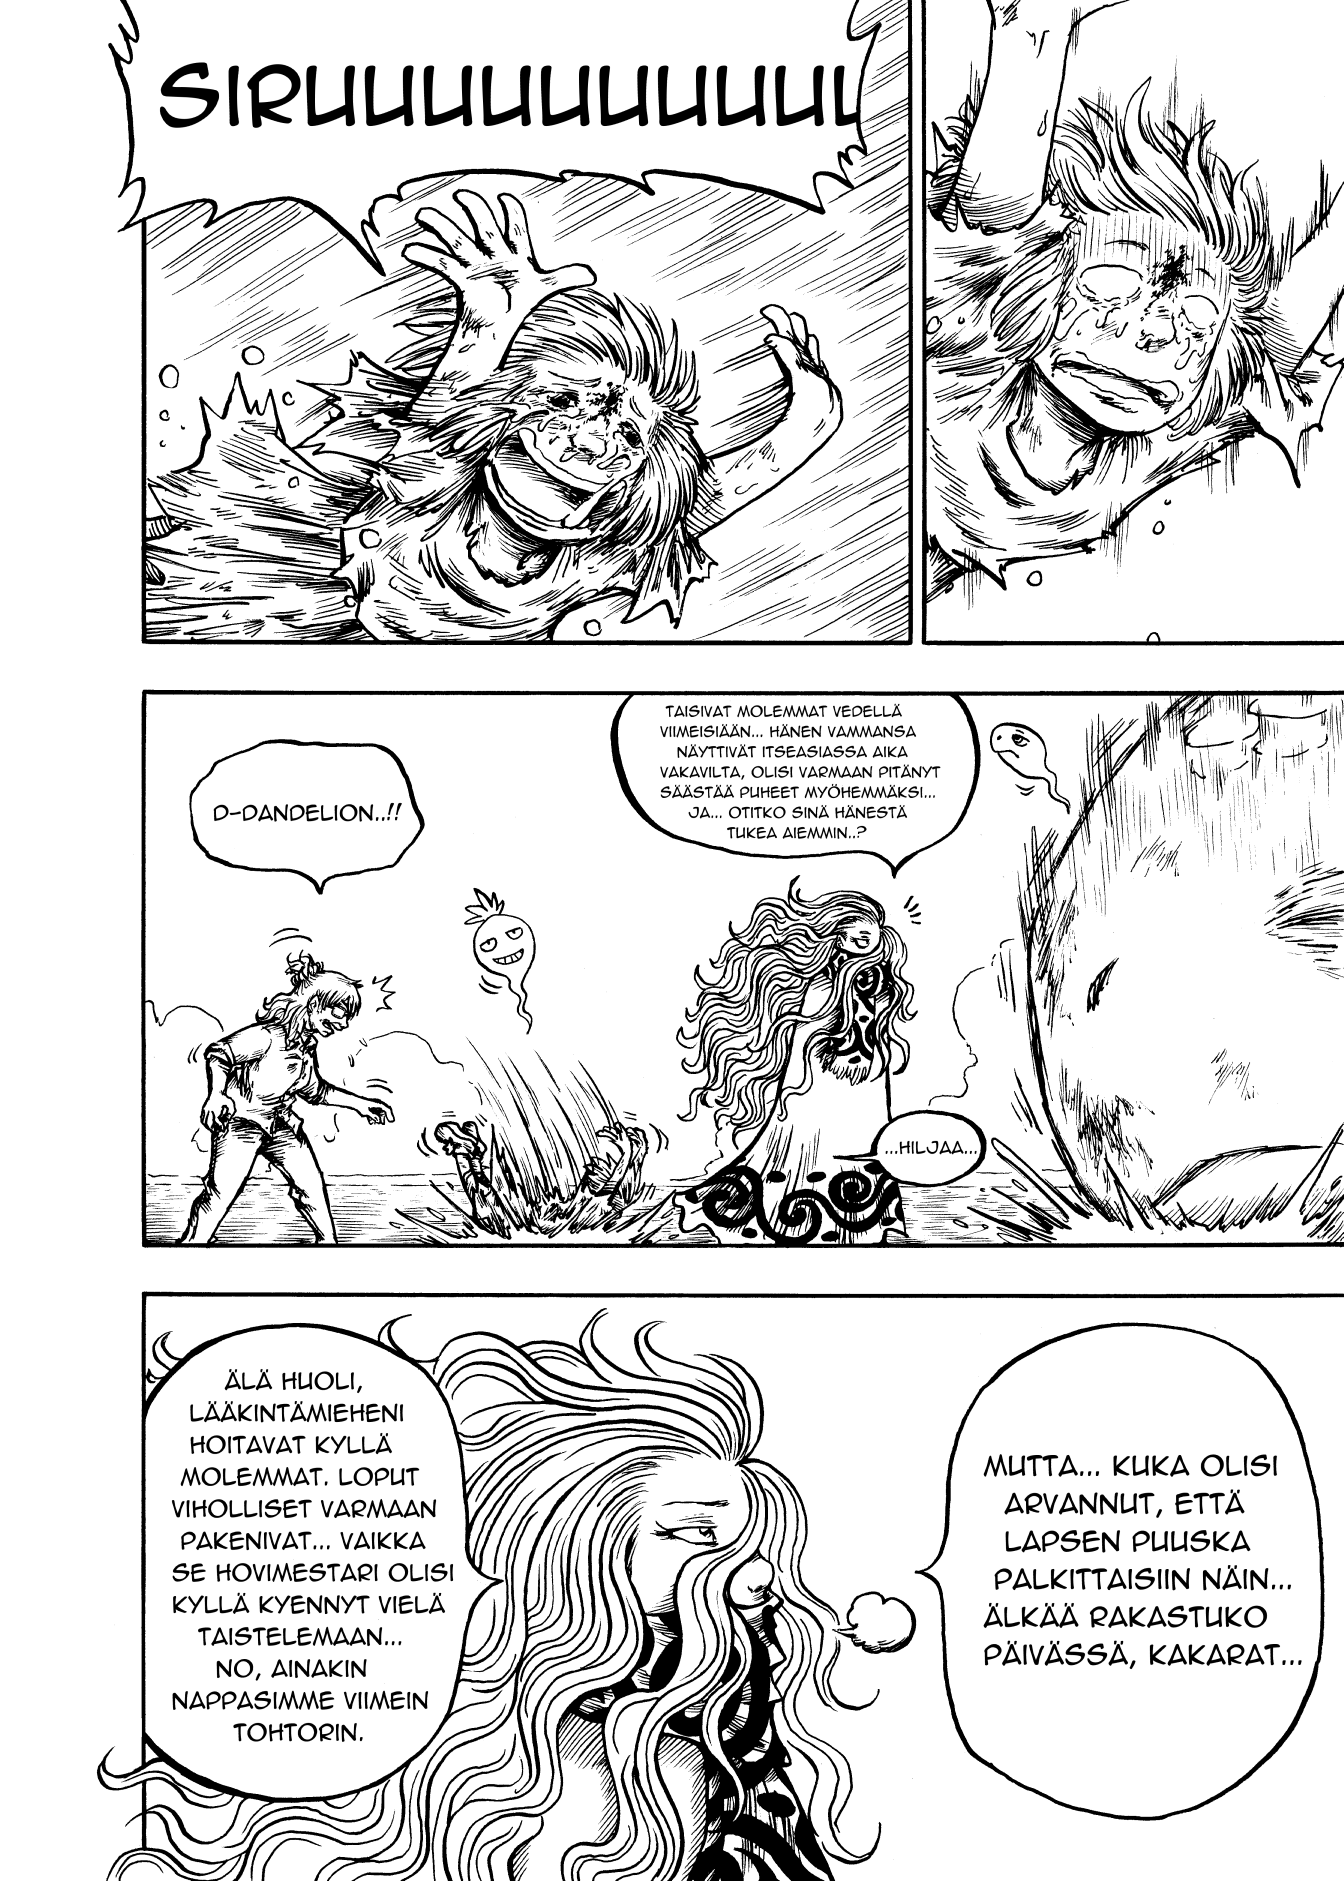 SIRUUUUUUUUUU
D-DANDELION..!!
TAISIVAT MOLEMMAT VEDELLÄ
VIIMEISIÄÄN... HÄNEN VAMMANSA
NÄYTTIVÄT ITSEASIASSA AIKA
VAKAVILTA, OLISI VARMAAN PITÄNYT
SÄÄSTÄÄ PUHEET MYÖHEMMÄKSI...
JA... OTITKO SINÄ HÄNESTÄ
TUKEA AIEMMIN..?
...HILJAA...
ÄLÄ HUOLI,
LÄÄKINTÄMIEHENI
HOITAVAT KYLLÄ
MOLEMMAT. LOPUT
VIHOLLISET VARMAAN
PAKENIVAT... VAIKKA
SE HOVIMESTARI OLISI
KYLLÄ KYENNYT VIELÄ
TAISTELEMAAN...
NO, AINAKIN
NAPPASIMME VIIMEIN
TOHTORIN.
MUTTA... KUKA OLISI
ARVANNUT, ETTÄ
LAPSEN PUUSKA
PALKITTAISIIN NÄIN...
ÄLKÄÄ RAKASTUKO
PÄIVÄSSÄ, KAKARAT...